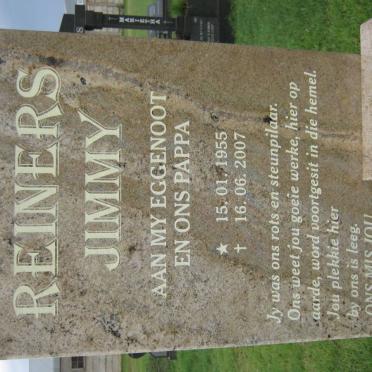 REINERS
JIMMY
AAN MY EGGENOOT
EN ONS PAPPA
★ 15.01.1955
† 16.06.2007
Jy was ons rots en steunpilaar.
Ons weet jou goeie werke, hier op
aarde, word voortgesit in die hemel.
Jou plekkie hier
by ons is leeg.
ONS MIS JOU
MARIETHA